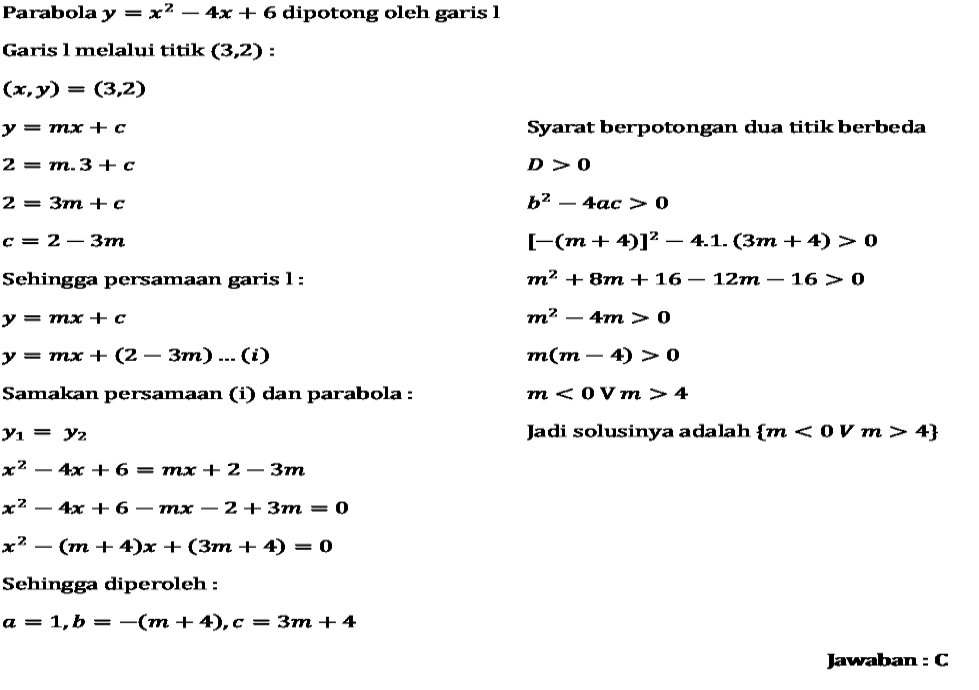 Parabola y = x² − 4x + 6 dipotong oleh garis l
Garis l melalui titik (3,2) :
(x, y) = (3,2)
y = mx + c
2 = m. 3 + c
2 = 3m + c
c = 2 − 3m
Sehingga persamaan garis l :
y = mx + c
y = mx + (2 − 3m) ... (i)
Samakan persamaan (i) dan parabola :
y₁ = y₂
x² − 4x + 6 = mx + 2 − 3m
x² − 4x + 6 − mx − 2 + 3m = 0
x² − (m + 4)x + (3m + 4) = 0
Sehingga diperoleh :
a = 1, b = −(m + 4), c = 3m + 4
Syarat berpotongan dua titik berbeda
D > 0
b² − 4ac > 0
[−(m + 4)]² − 4.1. (3m + 4) > 0
m² + 8m + 16 − 12m − 16 > 0
m² − 4m > 0
m(m − 4) > 0
m < 0 V m > 4
Jadi solusinya adalah {m < 0 V m > 4}
Jawaban : C